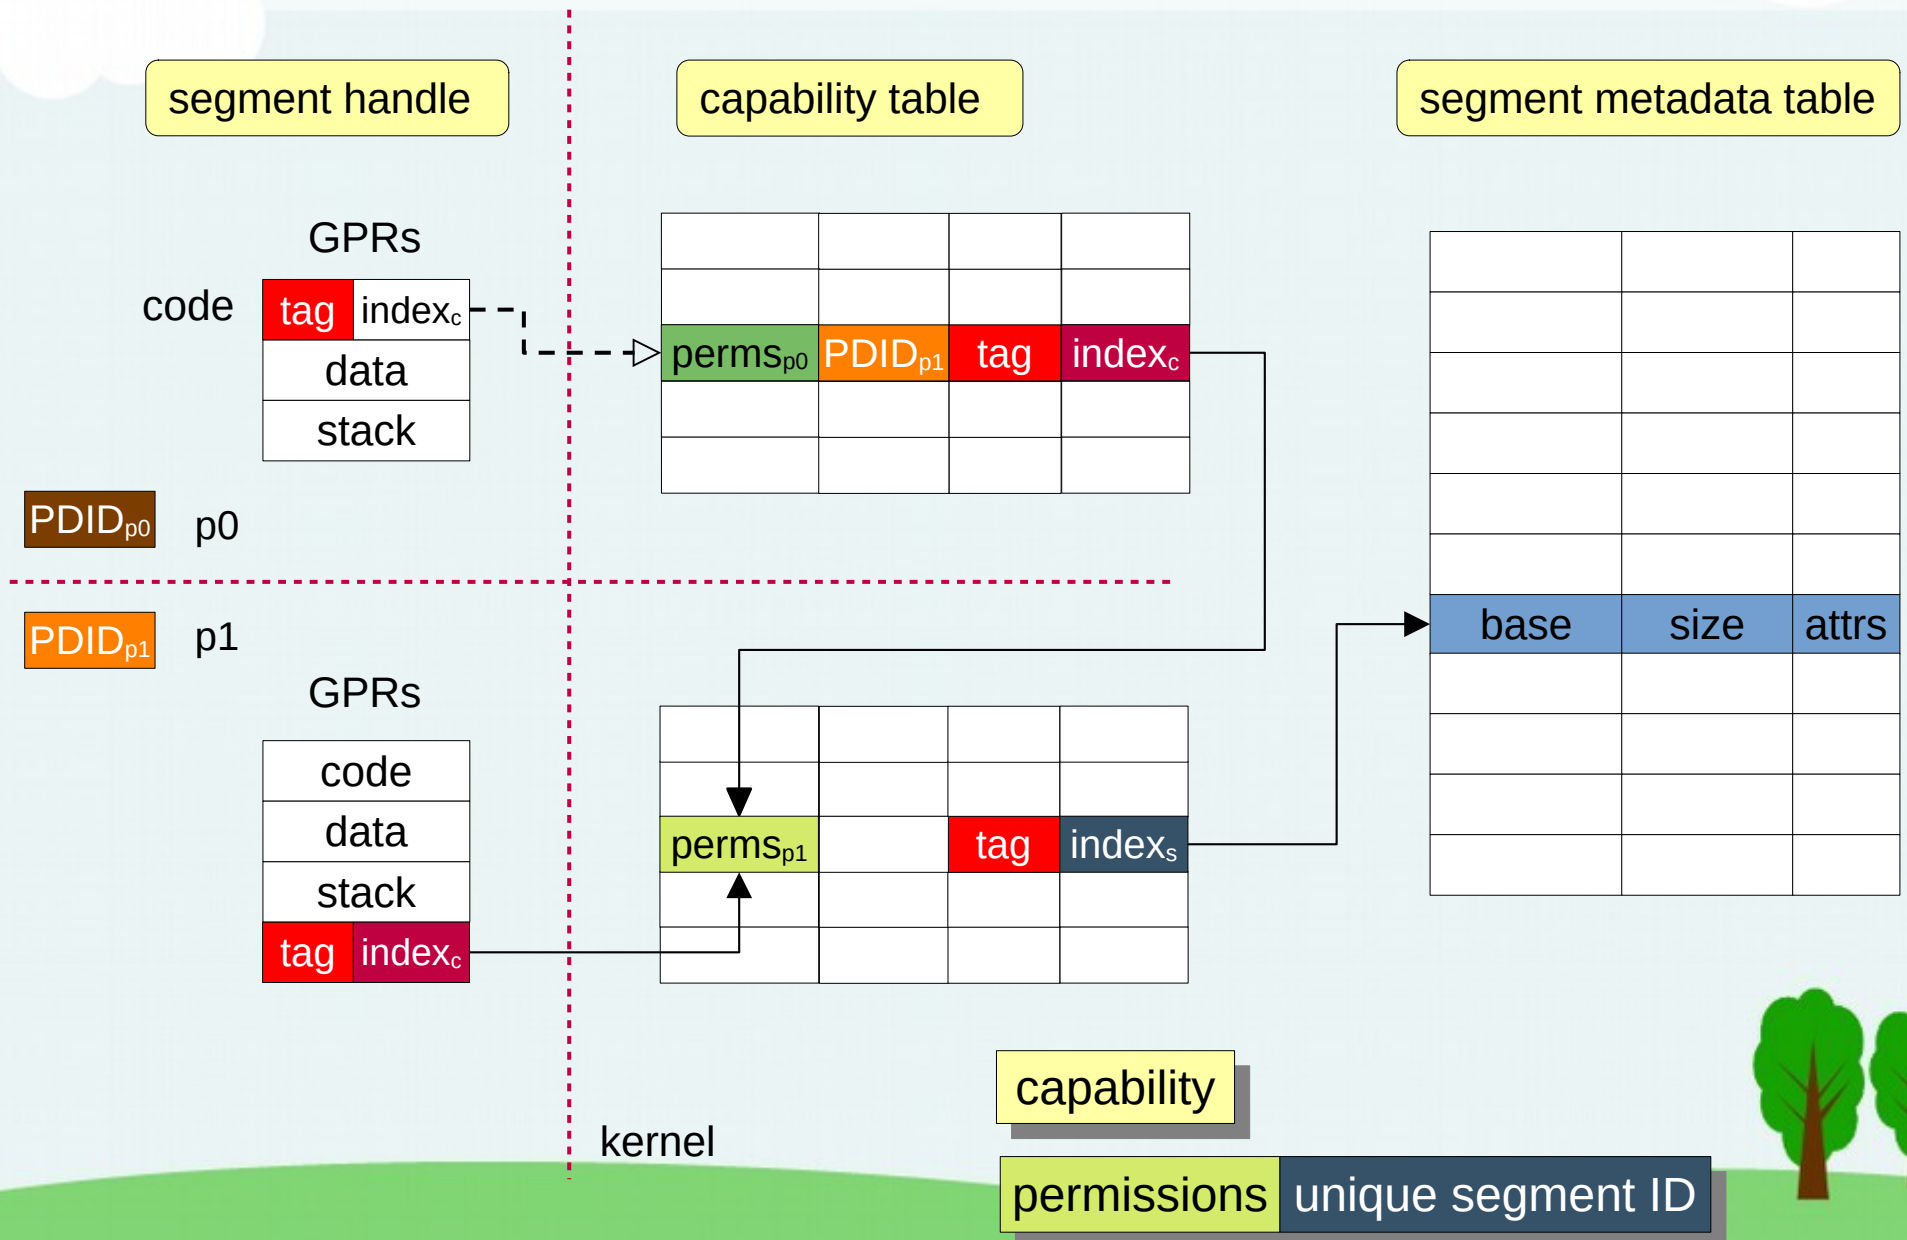 segment handle
capability table
segment metadata table
GPRs
code
tag indexc
permsp0 PDIDp1 tag indexc
data
stack
PDIDp0 p0
PDIDp1 p1
base size attrs
GPRs
code
data
permsp1 tag indexs
stack
tag indexc
capability
kernel
permissions unique segment ID